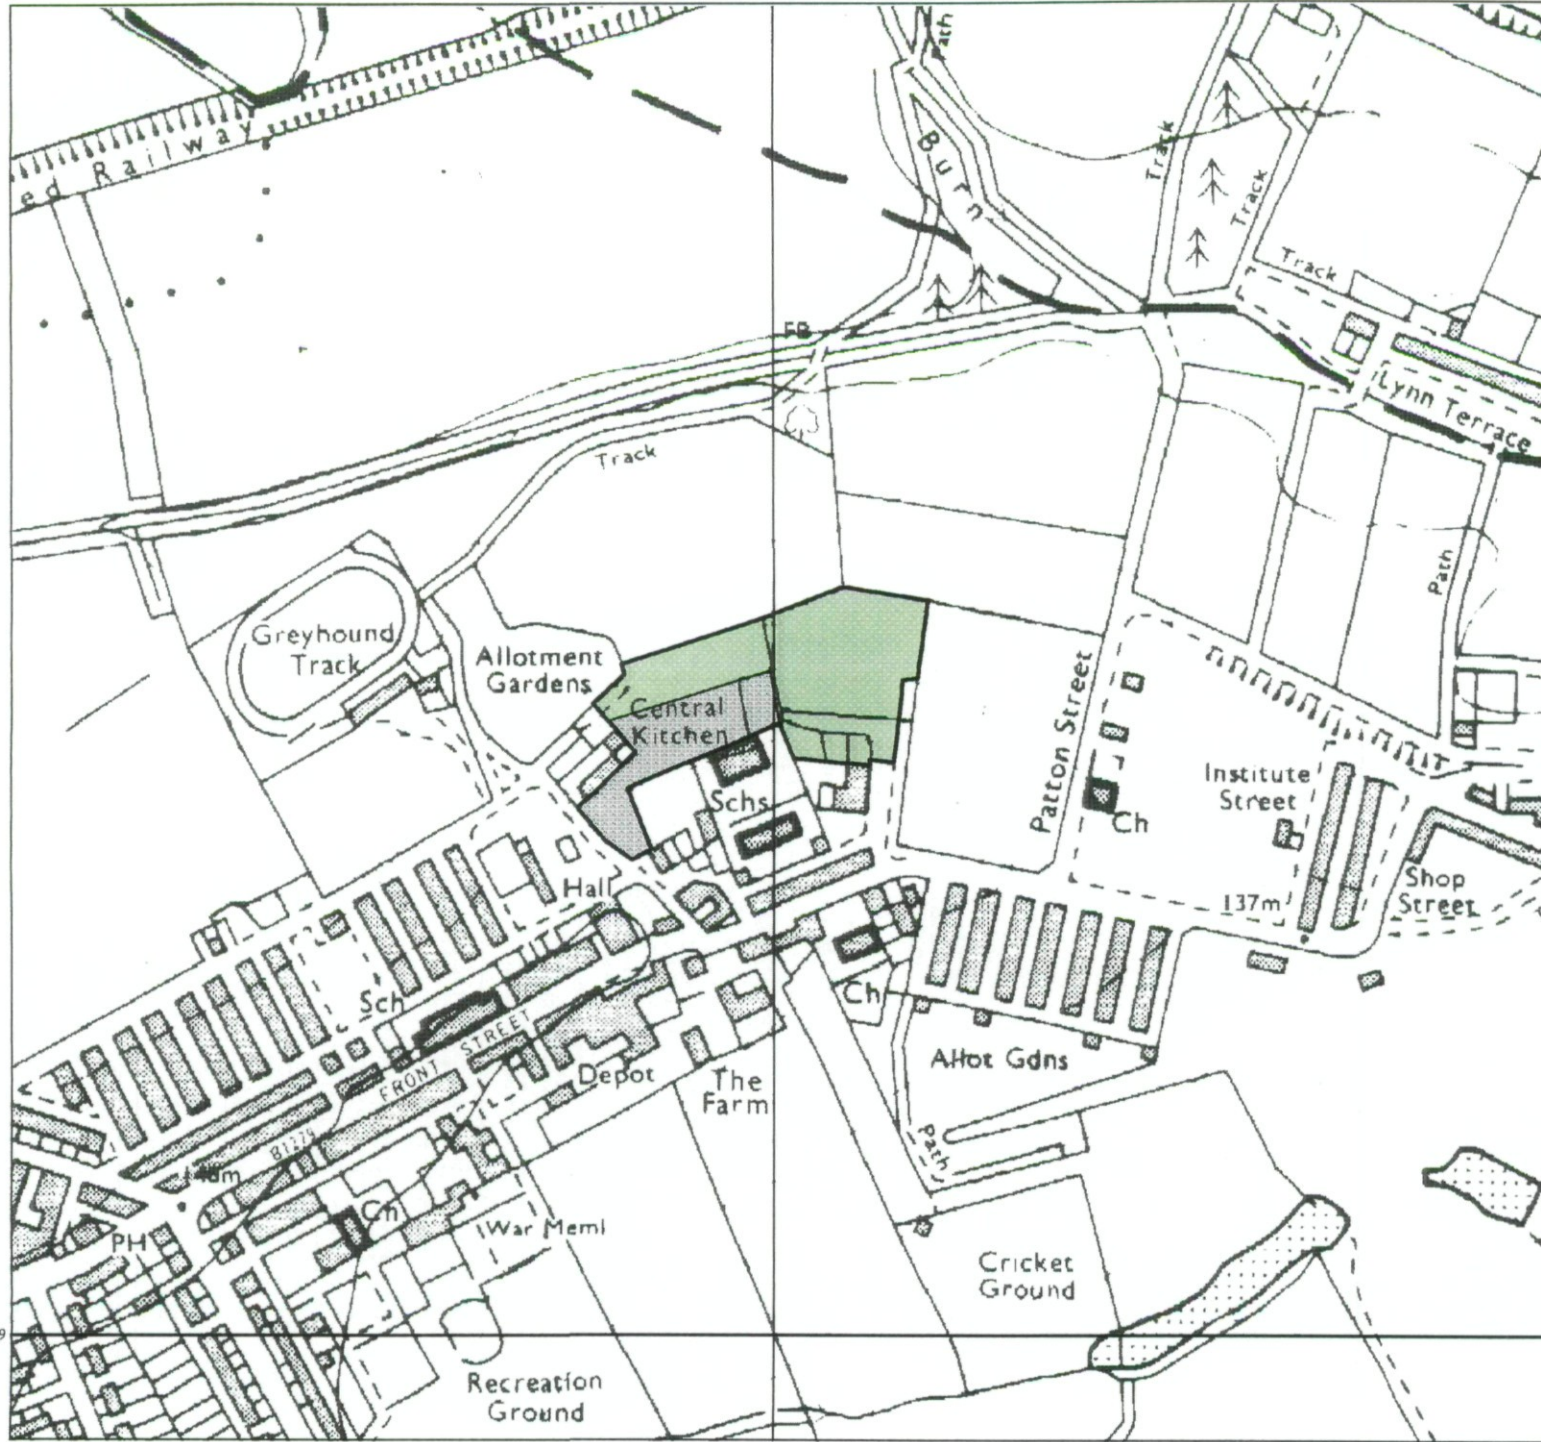 Path
Burn
Track
Track
ed Railway
Track
FB
Lynn Terrace
Track
Path
Greyhound
Track
Allotment
Gardens
Central
Kitchen
Patton Street
Institute
Street
Schs
Ch
Shop
Street
137m
Hall
Sch
Ch
FRONT STREET
Depot
The
Farm
Allot Gdns
Path
PH
Ch
War Meml
Cricket
Ground
9
Recreation
Ground